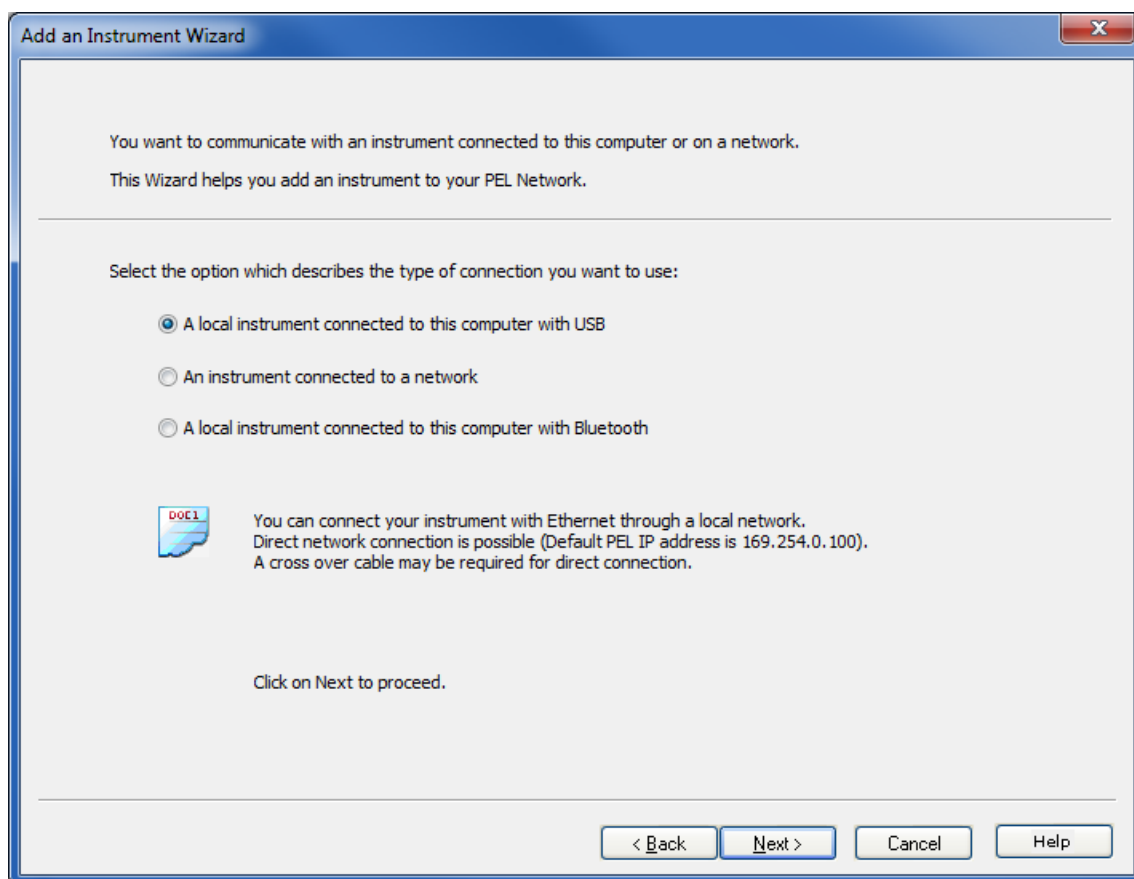 Add an Instrument Wizard
X
You want to communicate with an instrument connected to this computer or on a network.
This Wizard helps you add an instrument to your PEL Network.
Select the option which describes the type of connection you want to use:
A local instrument connected to this computer with USB
An instrument connected to a network
A local instrument connected to this computer with Bluetooth
DOC1
You can connect your instrument with Ethernet through a local network.
Direct network connection is possible (Default PEL IP address is 169.254.0.100).
A cross over cable may be required for direct connection.
Click on Next to proceed.
< Back Next > Cancel Help